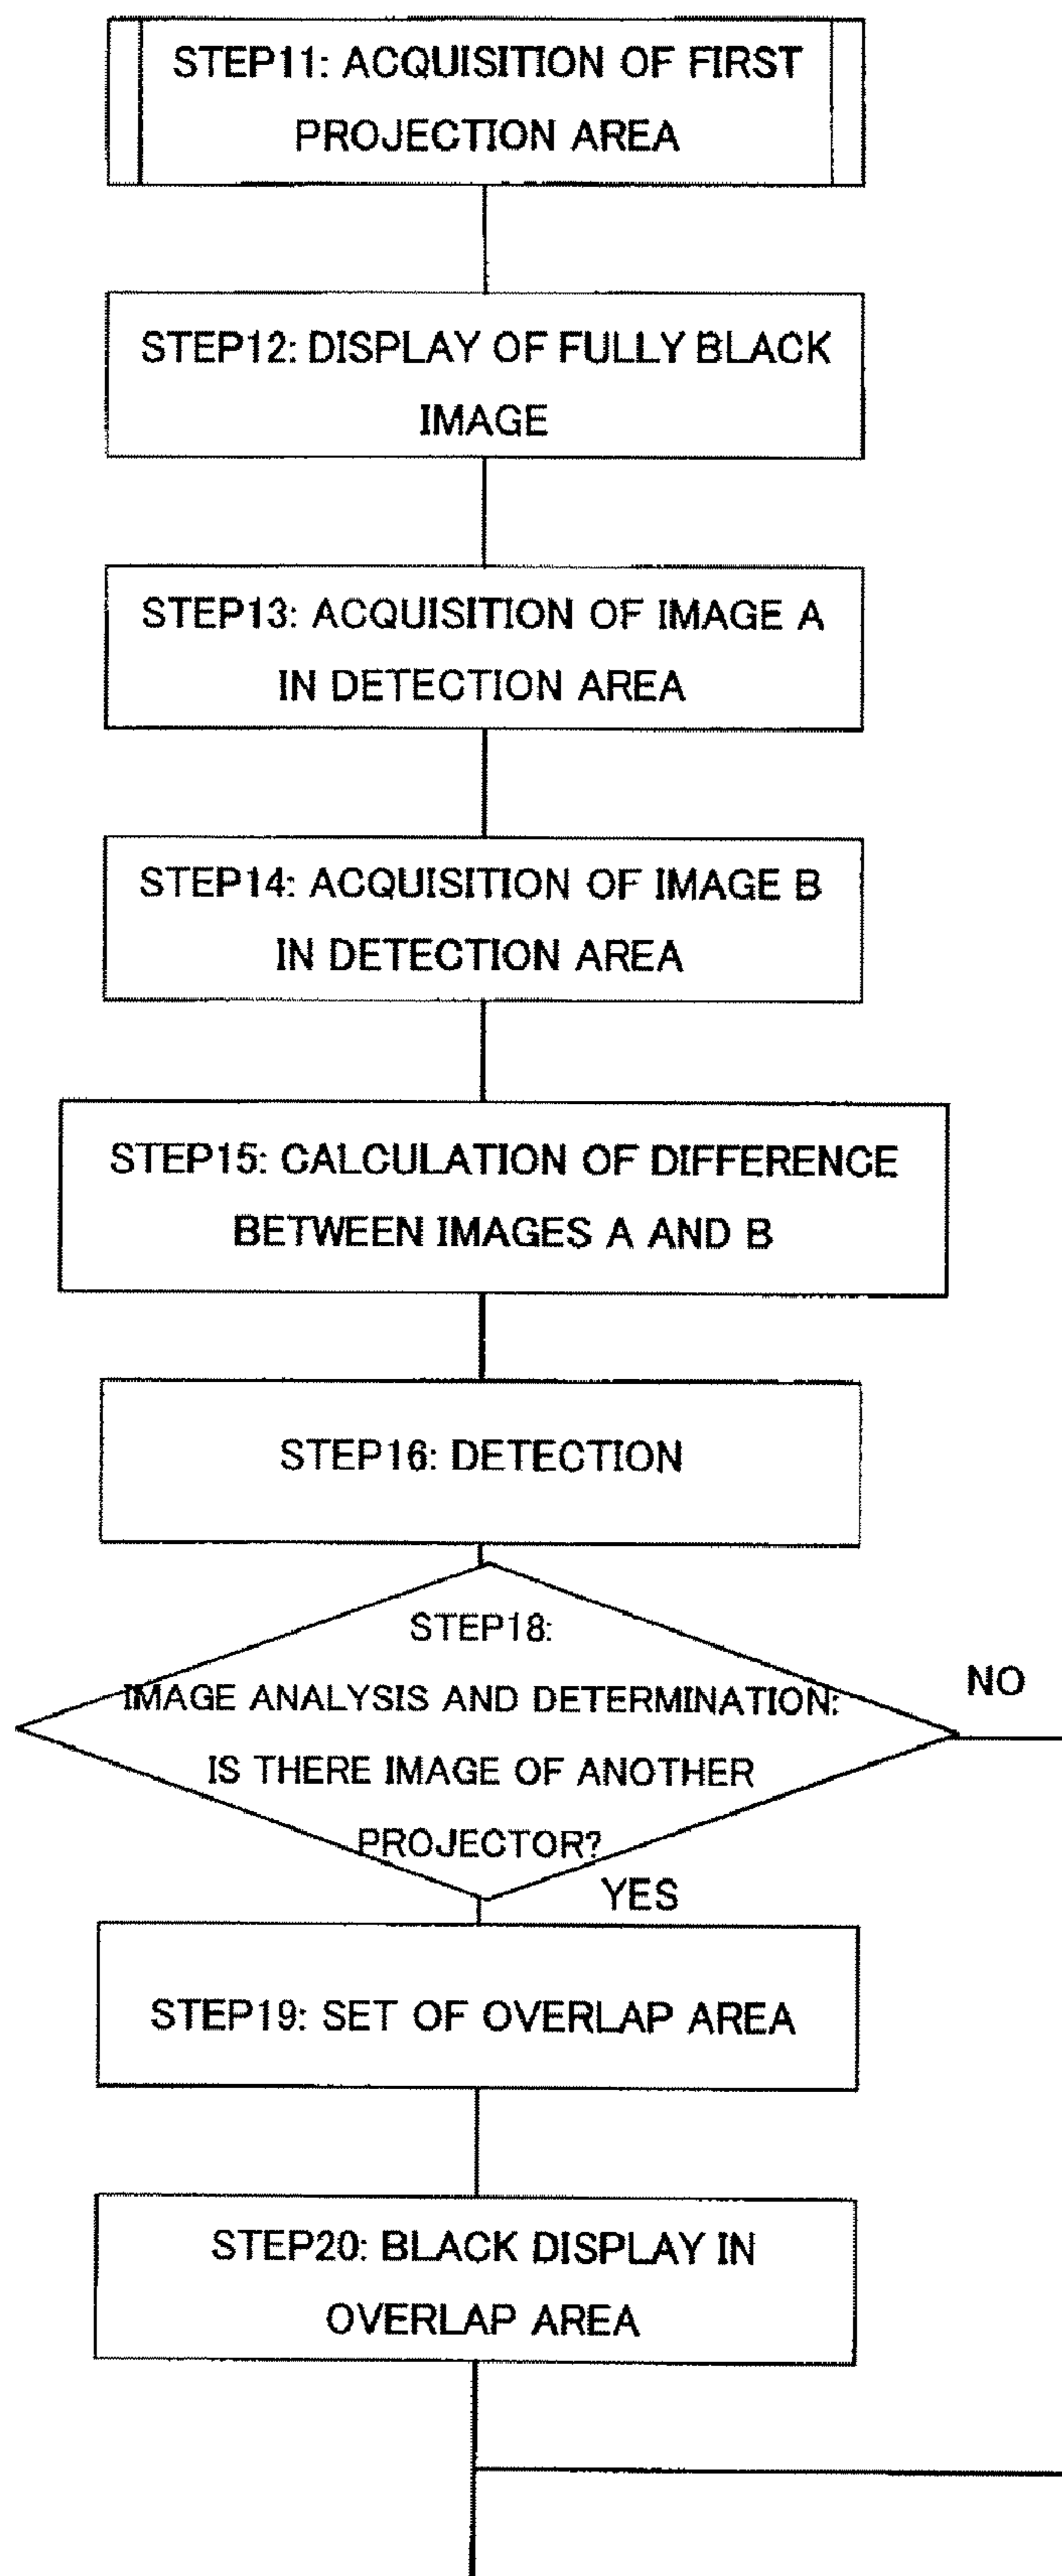 STEP11: ACQUISITION OF FIRST
PROJECTION AREA
STEP12: DISPLAY OF FULLY BLACK
IMAGE
STEP13: ACQUISITION OF IMAGE A
IN DETECTION AREA
STEP14: ACQUISITION OF IMAGE B
IN DETECTION AREA
STEP15: CALCULATION OF DIFFERENCE
BETWEEN IMAGES A AND B
STEP16: DETECTION
STEP18:
IMAGE ANALYSIS AND DETERMINATION:
IS THERE IMAGE OF ANOTHER
PROJECTOR?
NO
YES
STEP19: SET OF OVERLAP AREA
STEP20: BLACK DISPLAY IN
OVERLAP AREA